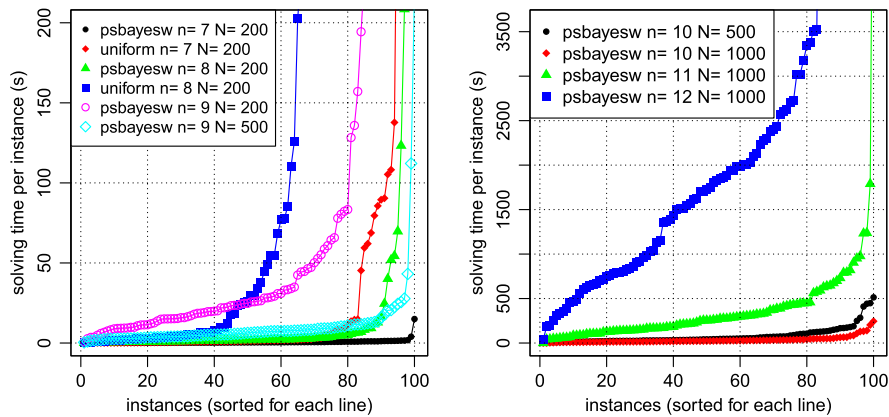 psbayesw n= 7 N= 200
uniform n= 7 N= 200
psbayesw n= 8 N= 200
uniform n= 8 N= 200
psbayesw n= 9 N= 200
psbayesw n= 9 N= 500
solving time per instance (s)
200
150
100
50
0
0
20
40
60
80
100
instances (sorted for each line)
psbayesw n= 10 N= 500
psbayesw n= 10 N= 1000
psbayesw n= 11 N= 1000
psbayesw n= 12 N= 1000
solving time per instance (s)
3500
2500
1500
500
0
0
20
40
60
80
100
instances (sorted for each line)